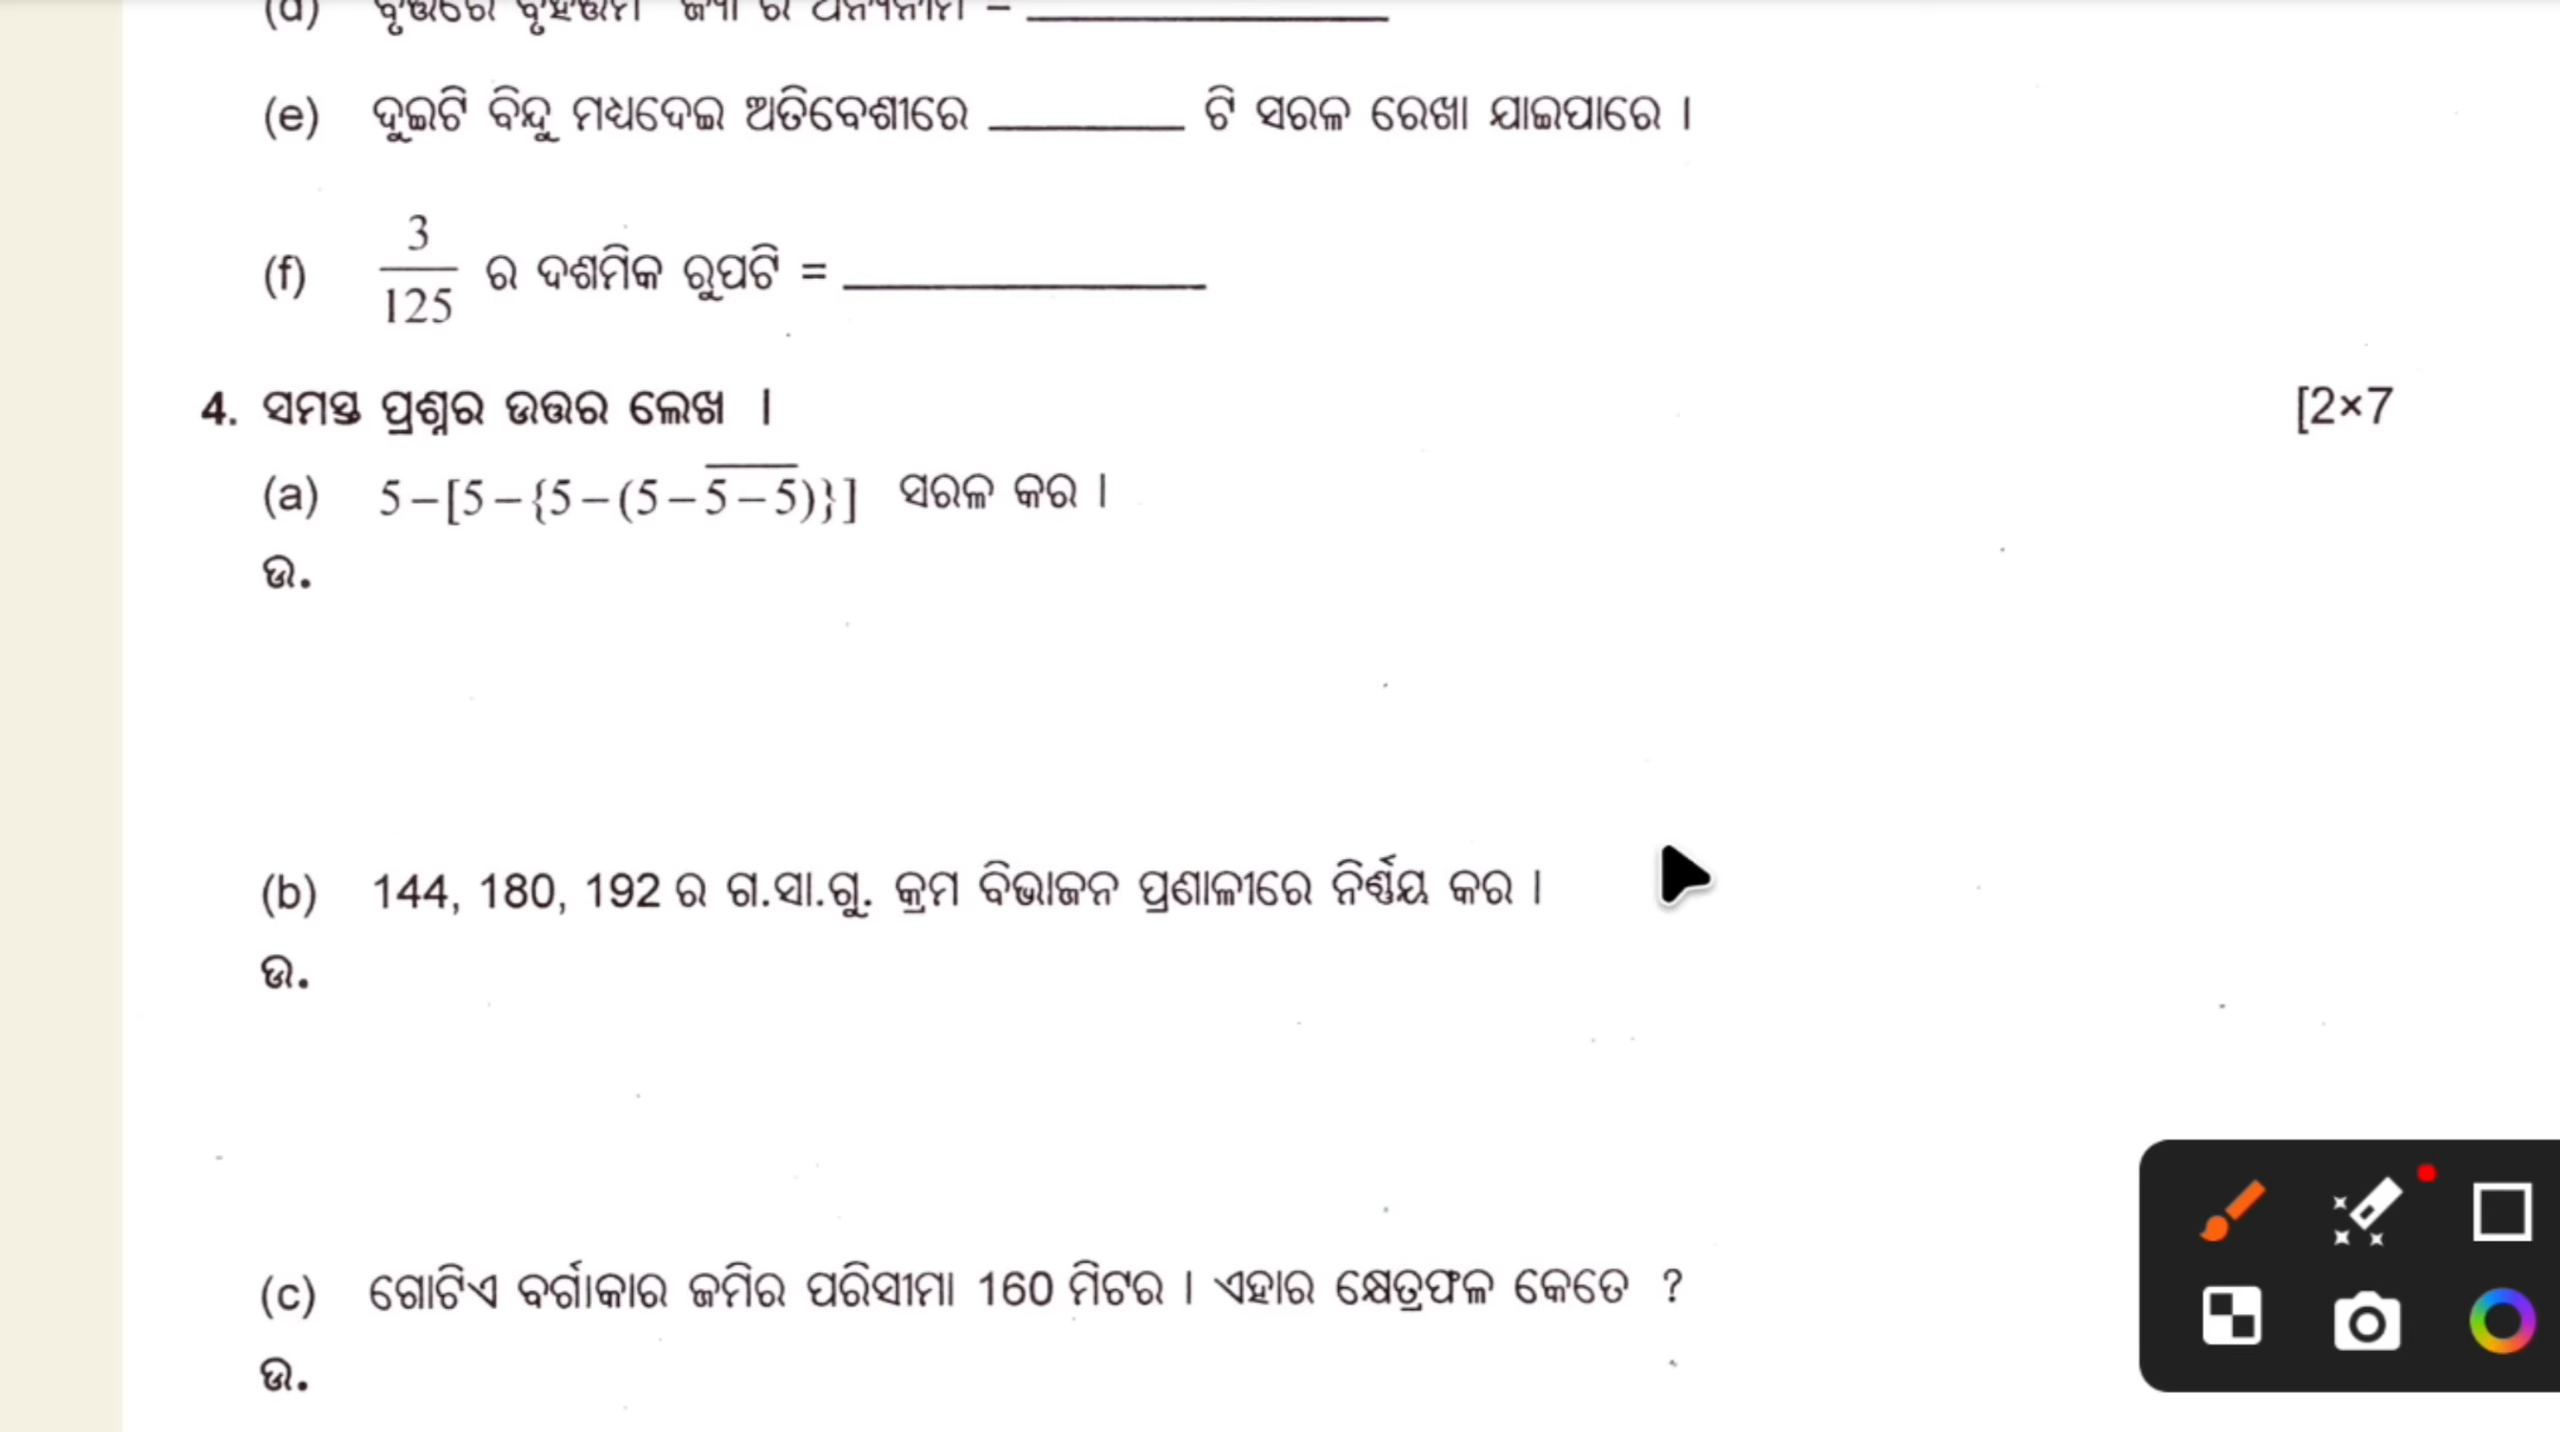 (e) ଦୁଇଟି ବିନ୍ଦୁ ମଧ୍ୟଦେଇ ଅତିବେଶୀରେ ________ ଟି ସରଳ ରେଖା ଯାଇପାରେ ।
(f) 3/125 ର ଦଶମିକ ରୂପଟି = ________
4. ସମସ୍ତ ପ୍ରଶ୍ନର ଉତ୍ତର ଲେଖ । [2×7
(a) 5–[5–{5–(5–5̅ ̅–̅ ̅5̅)}] ସରଳ କର ।
ଉ.
(b) 144, 180, 192 ର ଗ.ସା.ଗୁ. କ୍ରମ ବିଭାଜନ ପ୍ରଣାଳୀରେ ନିର୍ଣ୍ଣୟ କର ।
ଉ.
(c) ଗୋଟିଏ ବର୍ଗାକାର ଜମିର ପରିସୀମା 160 ମିଟର । ଏହାର କ୍ଷେତ୍ରଫଳ କେତେ ?
ଉ.